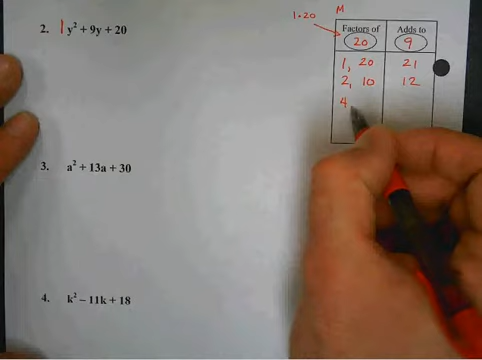 1·20 M
2. 1y² + 9y + 20
Factors of Adds to
20 9
1, 20 21
2, 10 12
4
3. a² + 13a + 30
4. k² – 11k + 18